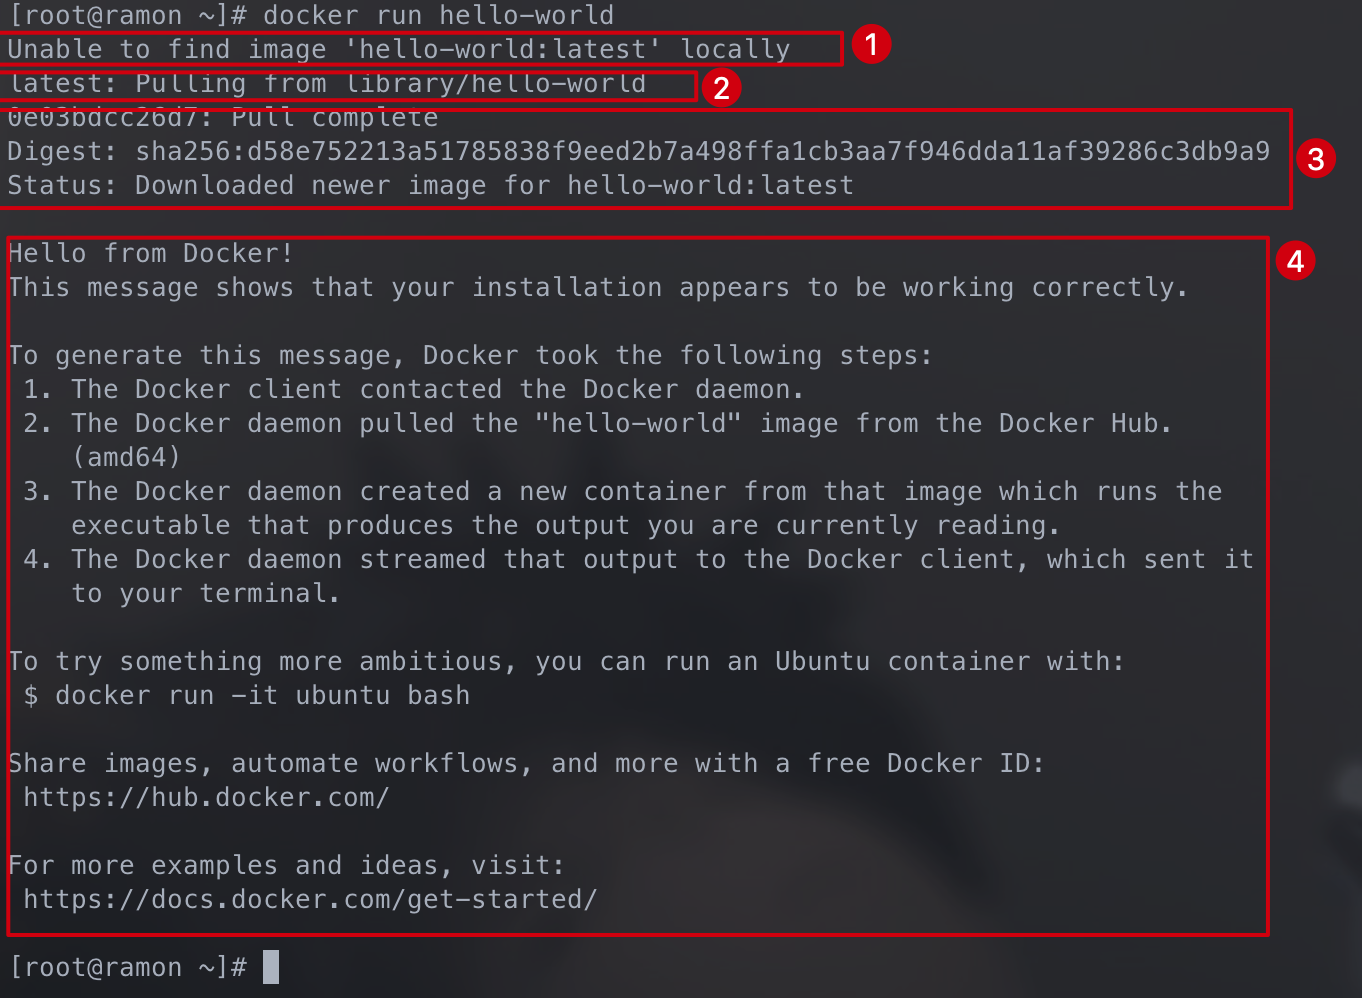 [root@ramon ~]# docker run hello-world
Unable to find image 'hello-world:latest' locally
1
latest: Pulling from library/hello-world
2
0e03bdcc26d7: Pull complete
Digest: sha256:d58e752213a51785838f9eed2b7a498ffa1cb3aa7f946dda11af39286c3db9a9
3
Status: Downloaded newer image for hello-world:latest
Hello from Docker!
4
This message shows that your installation appears to be working correctly.
To generate this message, Docker took the following steps:
1. The Docker client contacted the Docker daemon.
2. The Docker daemon pulled the "hello-world" image from the Docker Hub.
(amd64)
3. The Docker daemon created a new container from that image which runs the
executable that produces the output you are currently reading.
4. The Docker daemon streamed that output to the Docker client, which sent it
to your terminal.
To try something more ambitious, you can run an Ubuntu container with:
$ docker run -it ubuntu bash
Share images, automate workflows, and more with a free Docker ID:
https://hub.docker.com/
For more examples and ideas, visit:
https://docs.docker.com/get-started/
[root@ramon ~]#